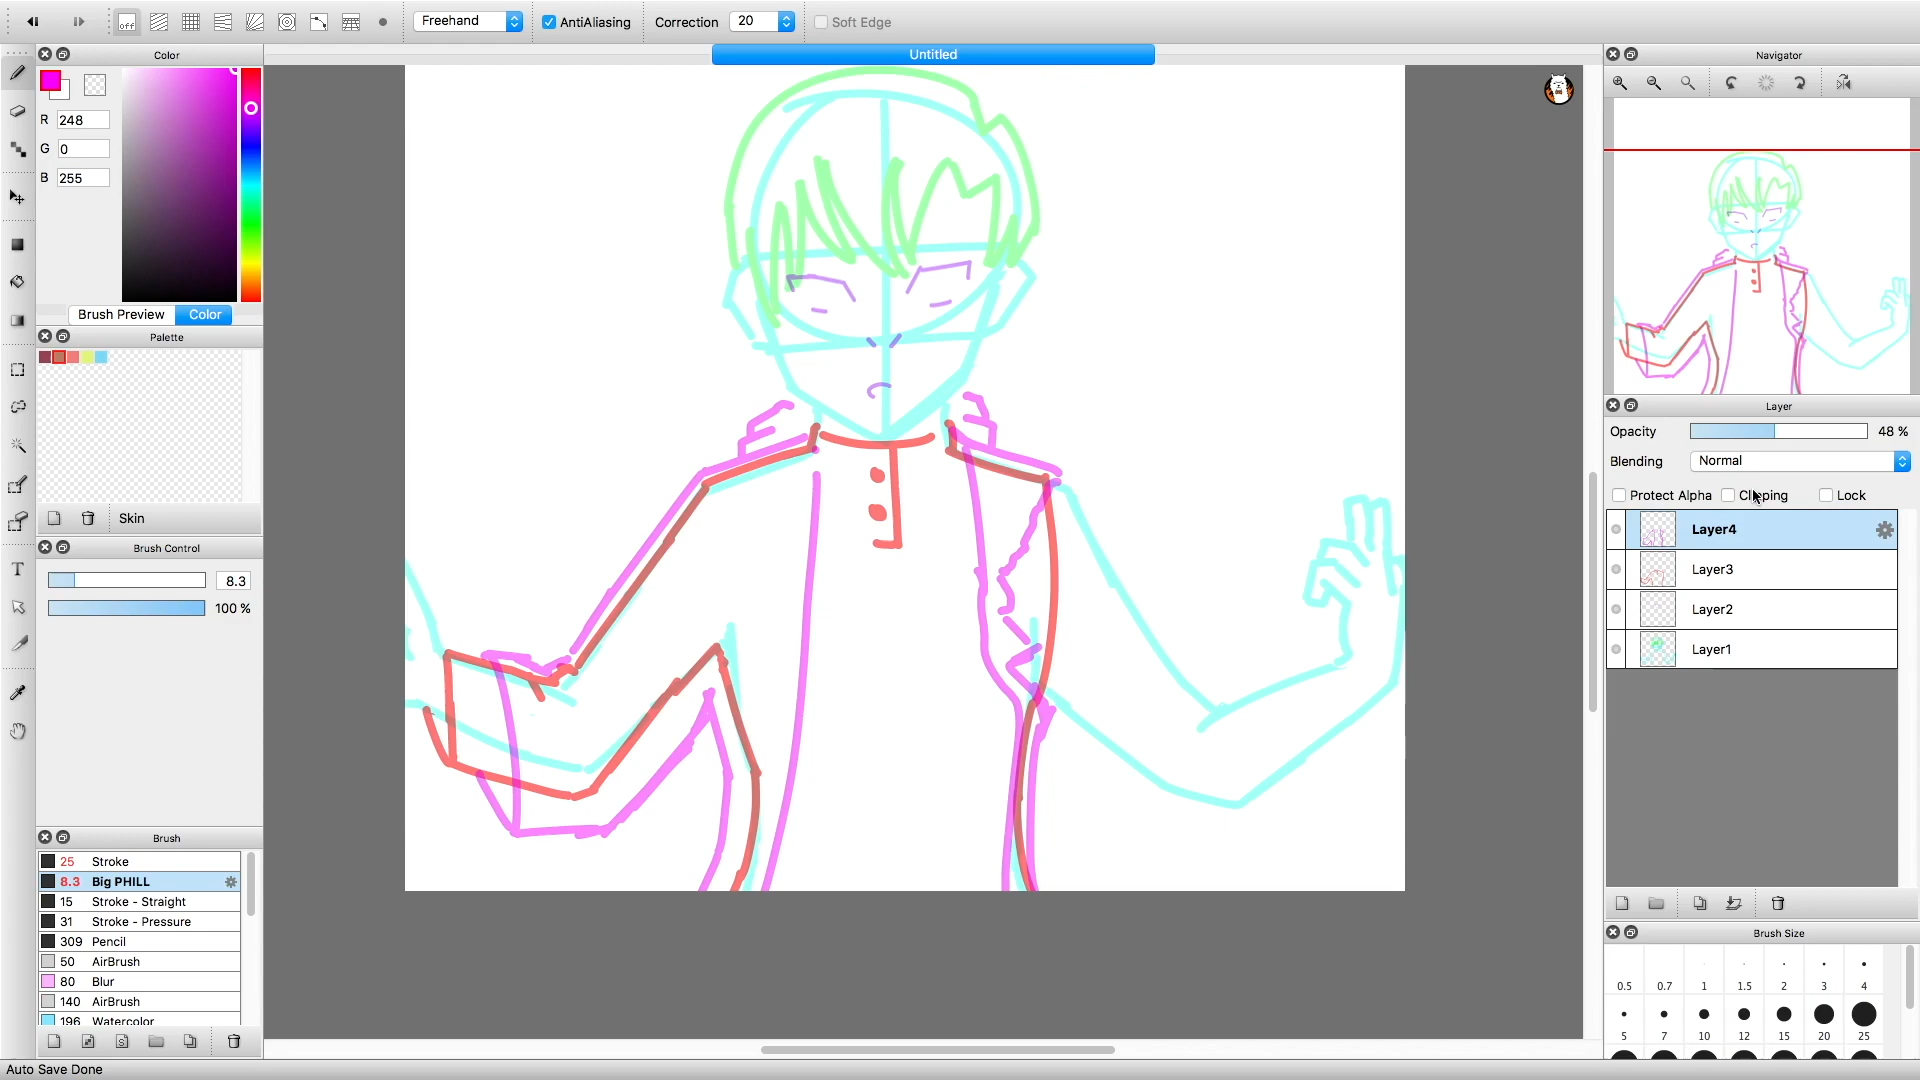 off
Freehand
AntiAliasing
Correction
20
Soft Edge
Color
Untitled
Navigator
R 248
G 0
B 255
Brush Preview
Color
Palette
Skin
Brush Control
8.3
100 %
Brush
25 Stroke
8.3 Big PHILL
15 Stroke - Straight
31 Stroke - Pressure
309 Pencil
50 AirBrush
80 Blur
140 AirBrush
196 Watercolor
T
Layer
Opacity 48 %
Blending Normal
Protect Alpha
Clipping
Lock
Layer4
Layer3
Layer2
Layer1
Brush Size
0.5 0.7 1 1.5 2 3 4
5 7 10 12 15 20 25
Auto Save Done